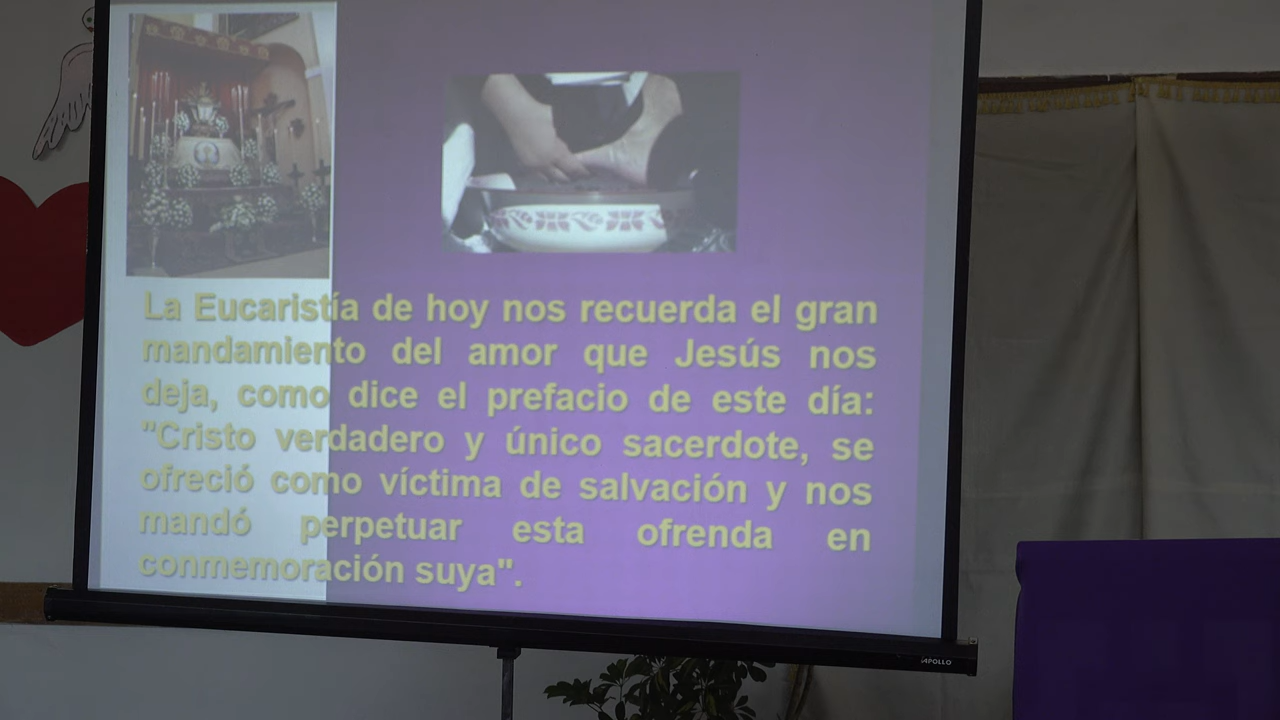 La Eucaristía de hoy nos recuerda el gran
mandamiento del amor que Jesús nos
deja, como dice el prefacio de este día:
"Cristo verdadero y único sacerdote, se
ofreció como víctima de salvación y nos
mandó perpetuar esta ofrenda en
conmemoración suya".
APOLLO